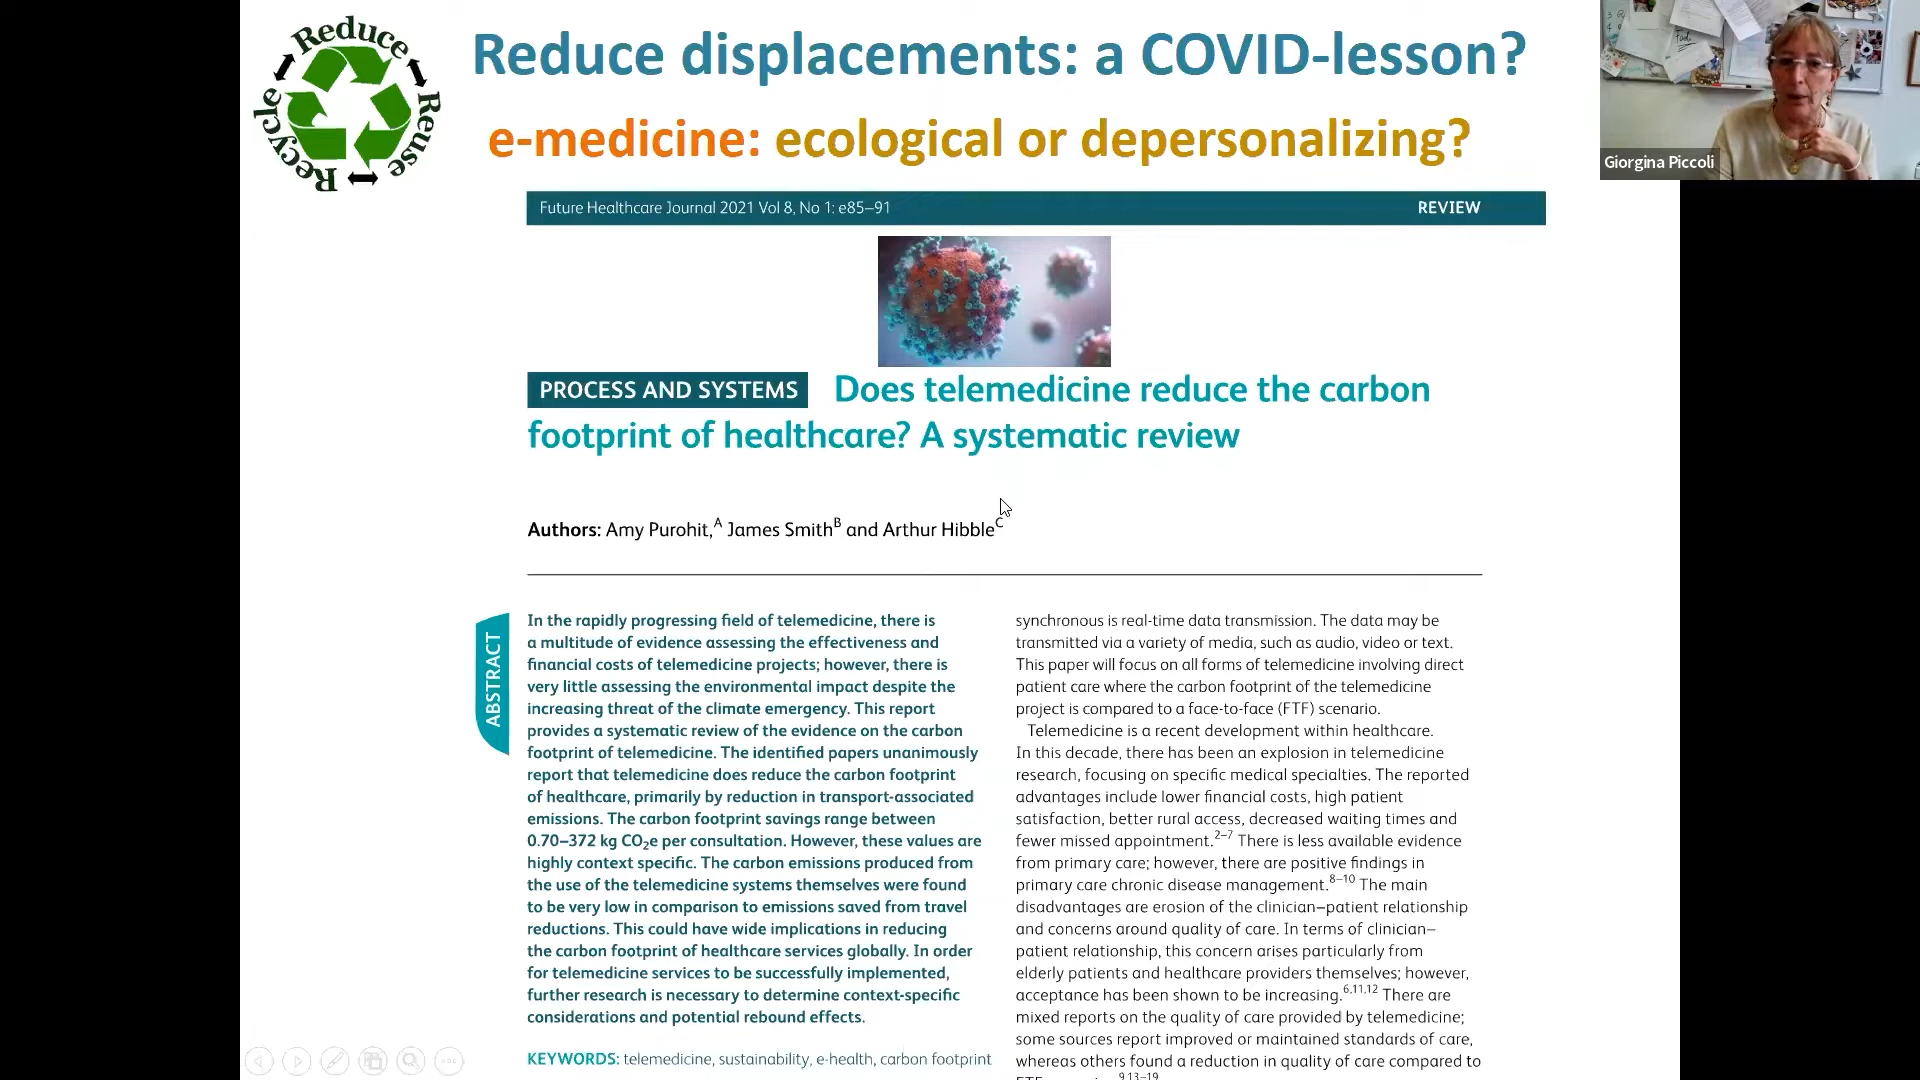 Reduce
Reuse
Recycle
Reduce displacements: a COVID-lesson?
e-medicine: ecological or depersonalizing?
Giorgina Piccoli
Future Healthcare Journal 2021 Vol 8, No 1: e85–91
REVIEW
PROCESS AND SYSTEMS Does telemedicine reduce the carbon
footprint of healthcare? A systematic review
Authors: Amy Purohit,A James SmithB and Arthur HibbleC
ABSTRACT
In the rapidly progressing field of telemedicine, there is
a multitude of evidence assessing the effectiveness and
financial costs of telemedicine projects; however, there is
very little assessing the environmental impact despite the
increasing threat of the climate emergency. This report
provides a systematic review of the evidence on the carbon
footprint of telemedicine. The identified papers unanimously
report that telemedicine does reduce the carbon footprint
of healthcare, primarily by reduction in transport-associated
emissions. The carbon footprint savings range between
0.70–372 kg CO2e per consultation. However, these values are
highly context specific. The carbon emissions produced from
the use of the telemedicine systems themselves were found
to be very low in comparison to emissions saved from travel
reductions. This could have wide implications in reducing
the carbon footprint of healthcare services globally. In order
for telemedicine services to be successfully implemented,
further research is necessary to determine context-specific
considerations and potential rebound effects.
KEYWORDS: telemedicine, sustainability, e-health, carbon footprint
synchronous is real-time data transmission. The data may be
transmitted via a variety of media, such as audio, video or text.
This paper will focus on all forms of telemedicine involving direct
patient care where the carbon footprint of the telemedicine
project is compared to a face-to-face (FTF) scenario.
Telemedicine is a recent development within healthcare.
In this decade, there has been an explosion in telemedicine
research, focusing on specific medical specialties. The reported
advantages include lower financial costs, high patient
satisfaction, better rural access, decreased waiting times and
fewer missed appointment.2–7 There is less available evidence
from primary care; however, there are positive findings in
primary care chronic disease management.8–10 The main
disadvantages are erosion of the clinician–patient relationship
and concerns around quality of care. In terms of clinician–
patient relationship, this concern arises particularly from
elderly patients and healthcare providers themselves; however,
acceptance has been shown to be increasing.6,11,12 There are
mixed reports on the quality of care provided by telemedicine;
some sources report improved or maintained standards of care,
whereas others found a reduction in quality of care compared to
9,13–19